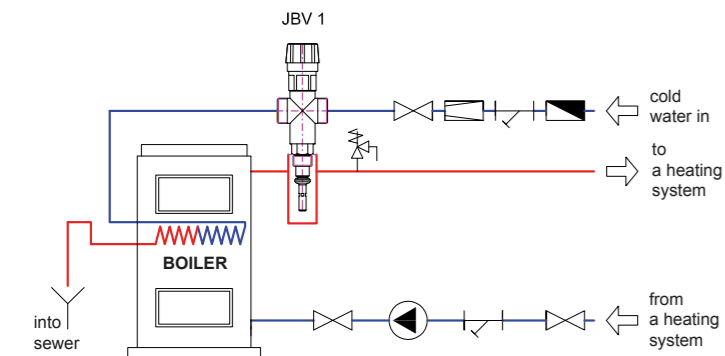 JBV 1
cold
water in
to
a heating
system
BOILER
into
sewer
from
a heating
system